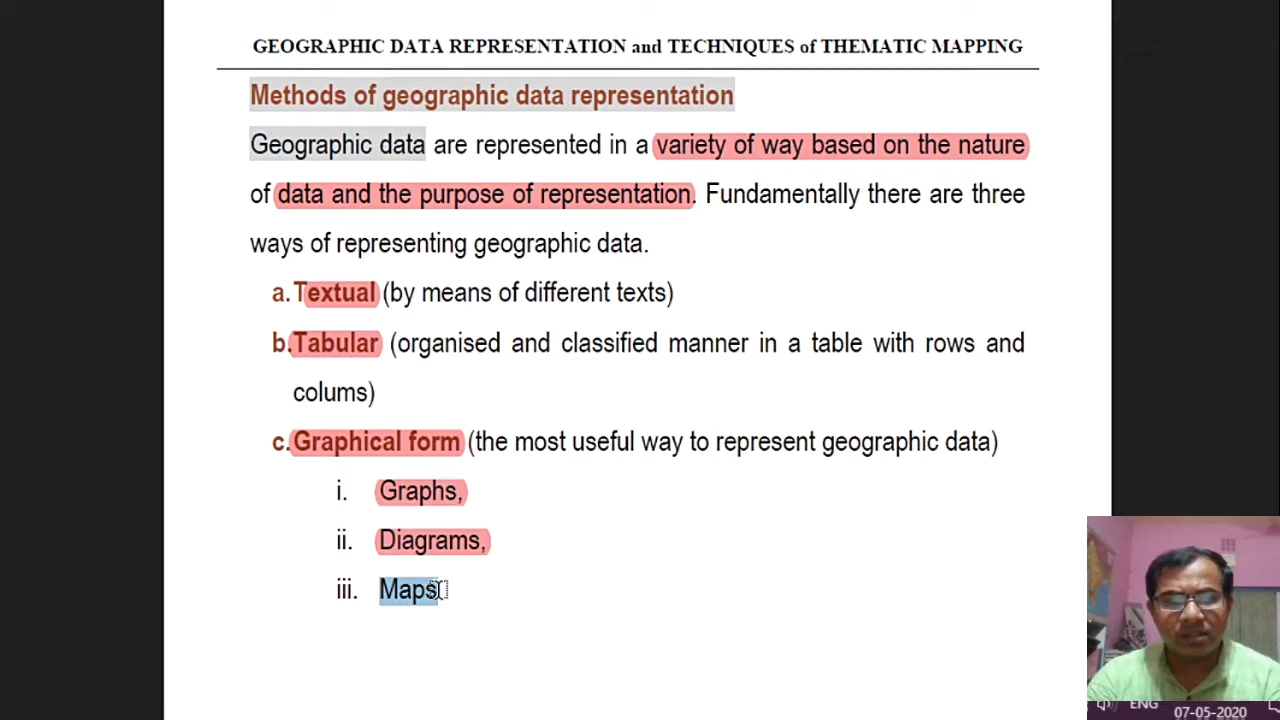 GEOGRAPHIC DATA REPRESENTATION and TECHNIQUES of THEMATIC MAPPING
Methods of geographic data representation
Geographic data are represented in a variety of way based on the nature
of data and the purpose of representation. Fundamentally there are three
ways of representing geographic data.
a. Textual (by means of different texts)
b. Tabular (organised and classified manner in a table with rows and
colums)
c. Graphical form (the most useful way to represent geographic data)
i. Graphs,
ii. Diagrams,
iii. Maps
ENG
07-05-2020